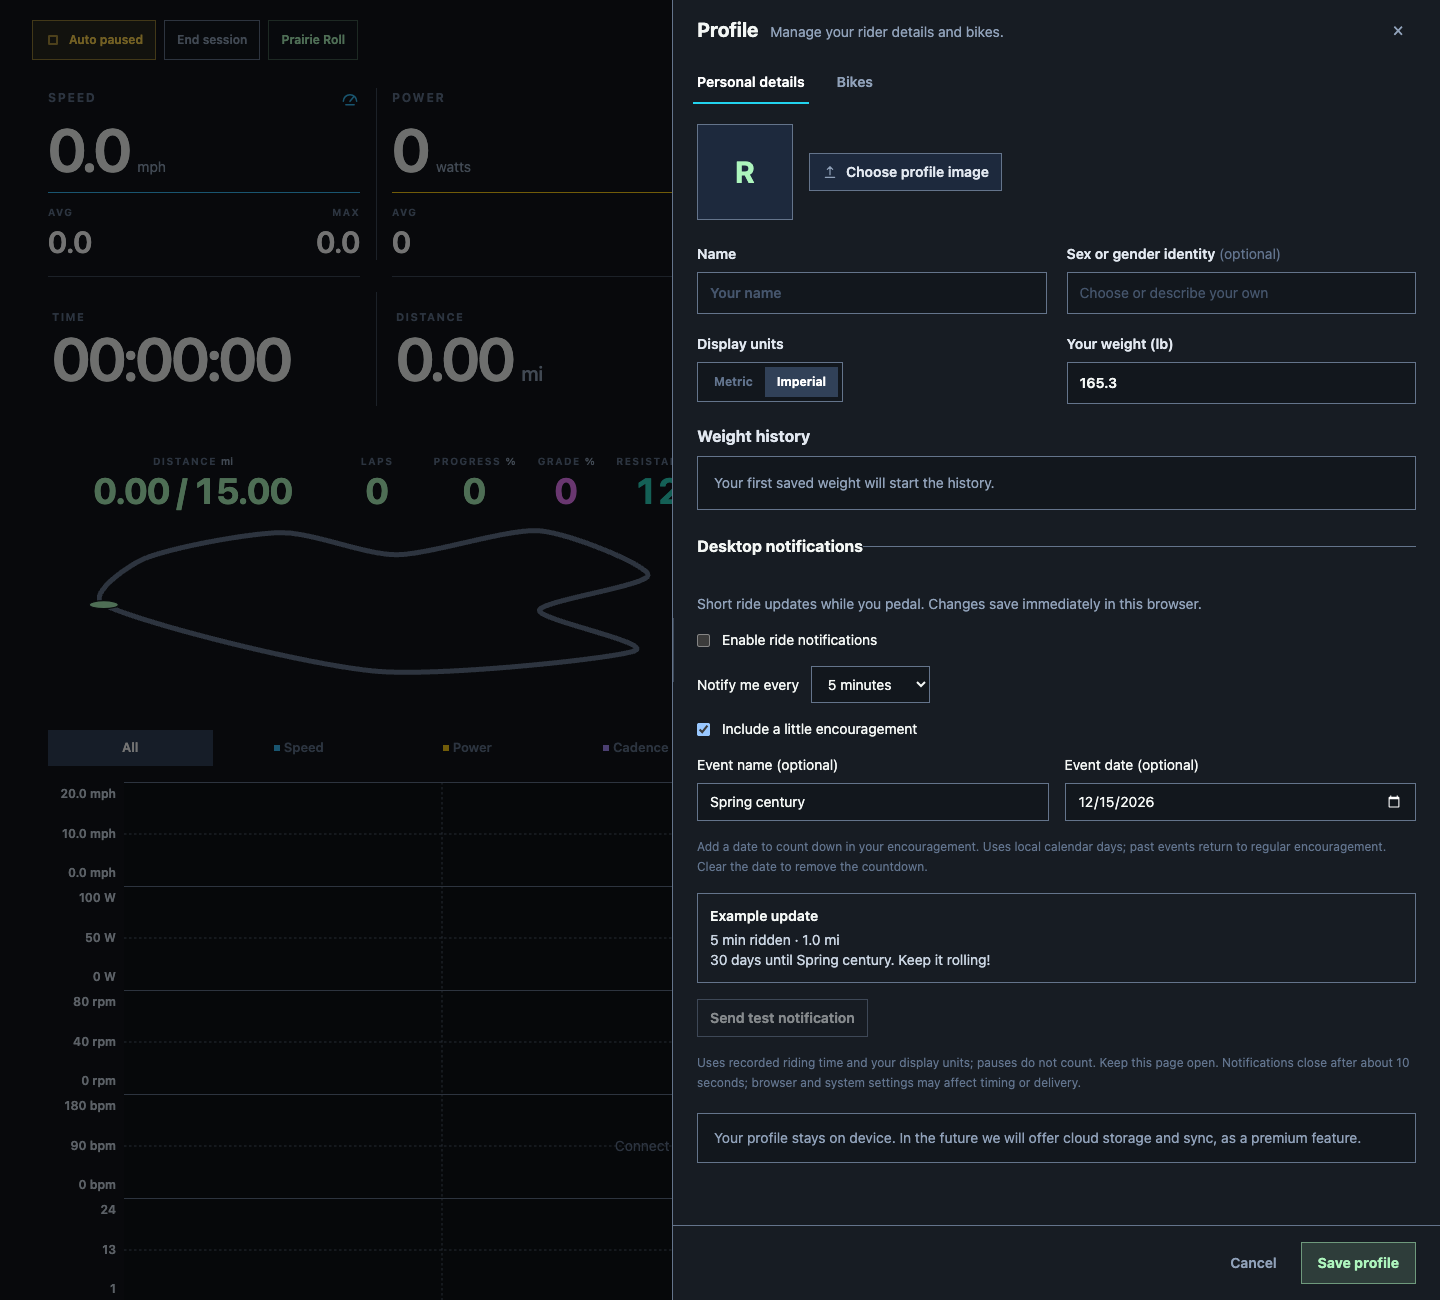 Auto paused
End session
Prairie Roll
SPEED
0.0 mph
AVG
MAX
0.0
0.0
POWER
0 watts
AVG
0
TIME
00:00:00
DISTANCE
0.00 mi
DISTANCE mi
0.00 / 15.00
LAPS
0
PROGRESS %
0
GRADE %
0
RESISTAN
12
All
Speed
Power
Cadence
20.0 mph
10.0 mph
0.0 mph
100 W
50 W
0 W
80 rpm
40 rpm
0 rpm
180 bpm
90 bpm
Connect
0 bpm
24
13
1
Profile
Manage your rider details and bikes.
×
Personal details
Bikes
R
Choose profile image
Name
Your name
Sex or gender identity (optional)
Choose or describe your own
Display units
Metric
Imperial
Your weight (lb)
165.3
Weight history
Your first saved weight will start the history.
Desktop notifications
Short ride updates while you pedal. Changes save immediately in this browser.
Enable ride notifications
Notify me every
5 minutes
Include a little encouragement
Event name (optional)
Spring century
Event date (optional)
12/15/2026
Add a date to count down in your encouragement. Uses local calendar days; past events return to regular encouragement.
Clear the date to remove the countdown.
Example update
5 min ridden · 1.0 mi
30 days until Spring century. Keep it rolling!
Send test notification
Uses recorded riding time and your display units; pauses do not count. Keep this page open. Notifications close after about 10
seconds; browser and system settings may affect timing or delivery.
Your profile stays on device. In the future we will offer cloud storage and sync, as a premium feature.
Cancel
Save profile